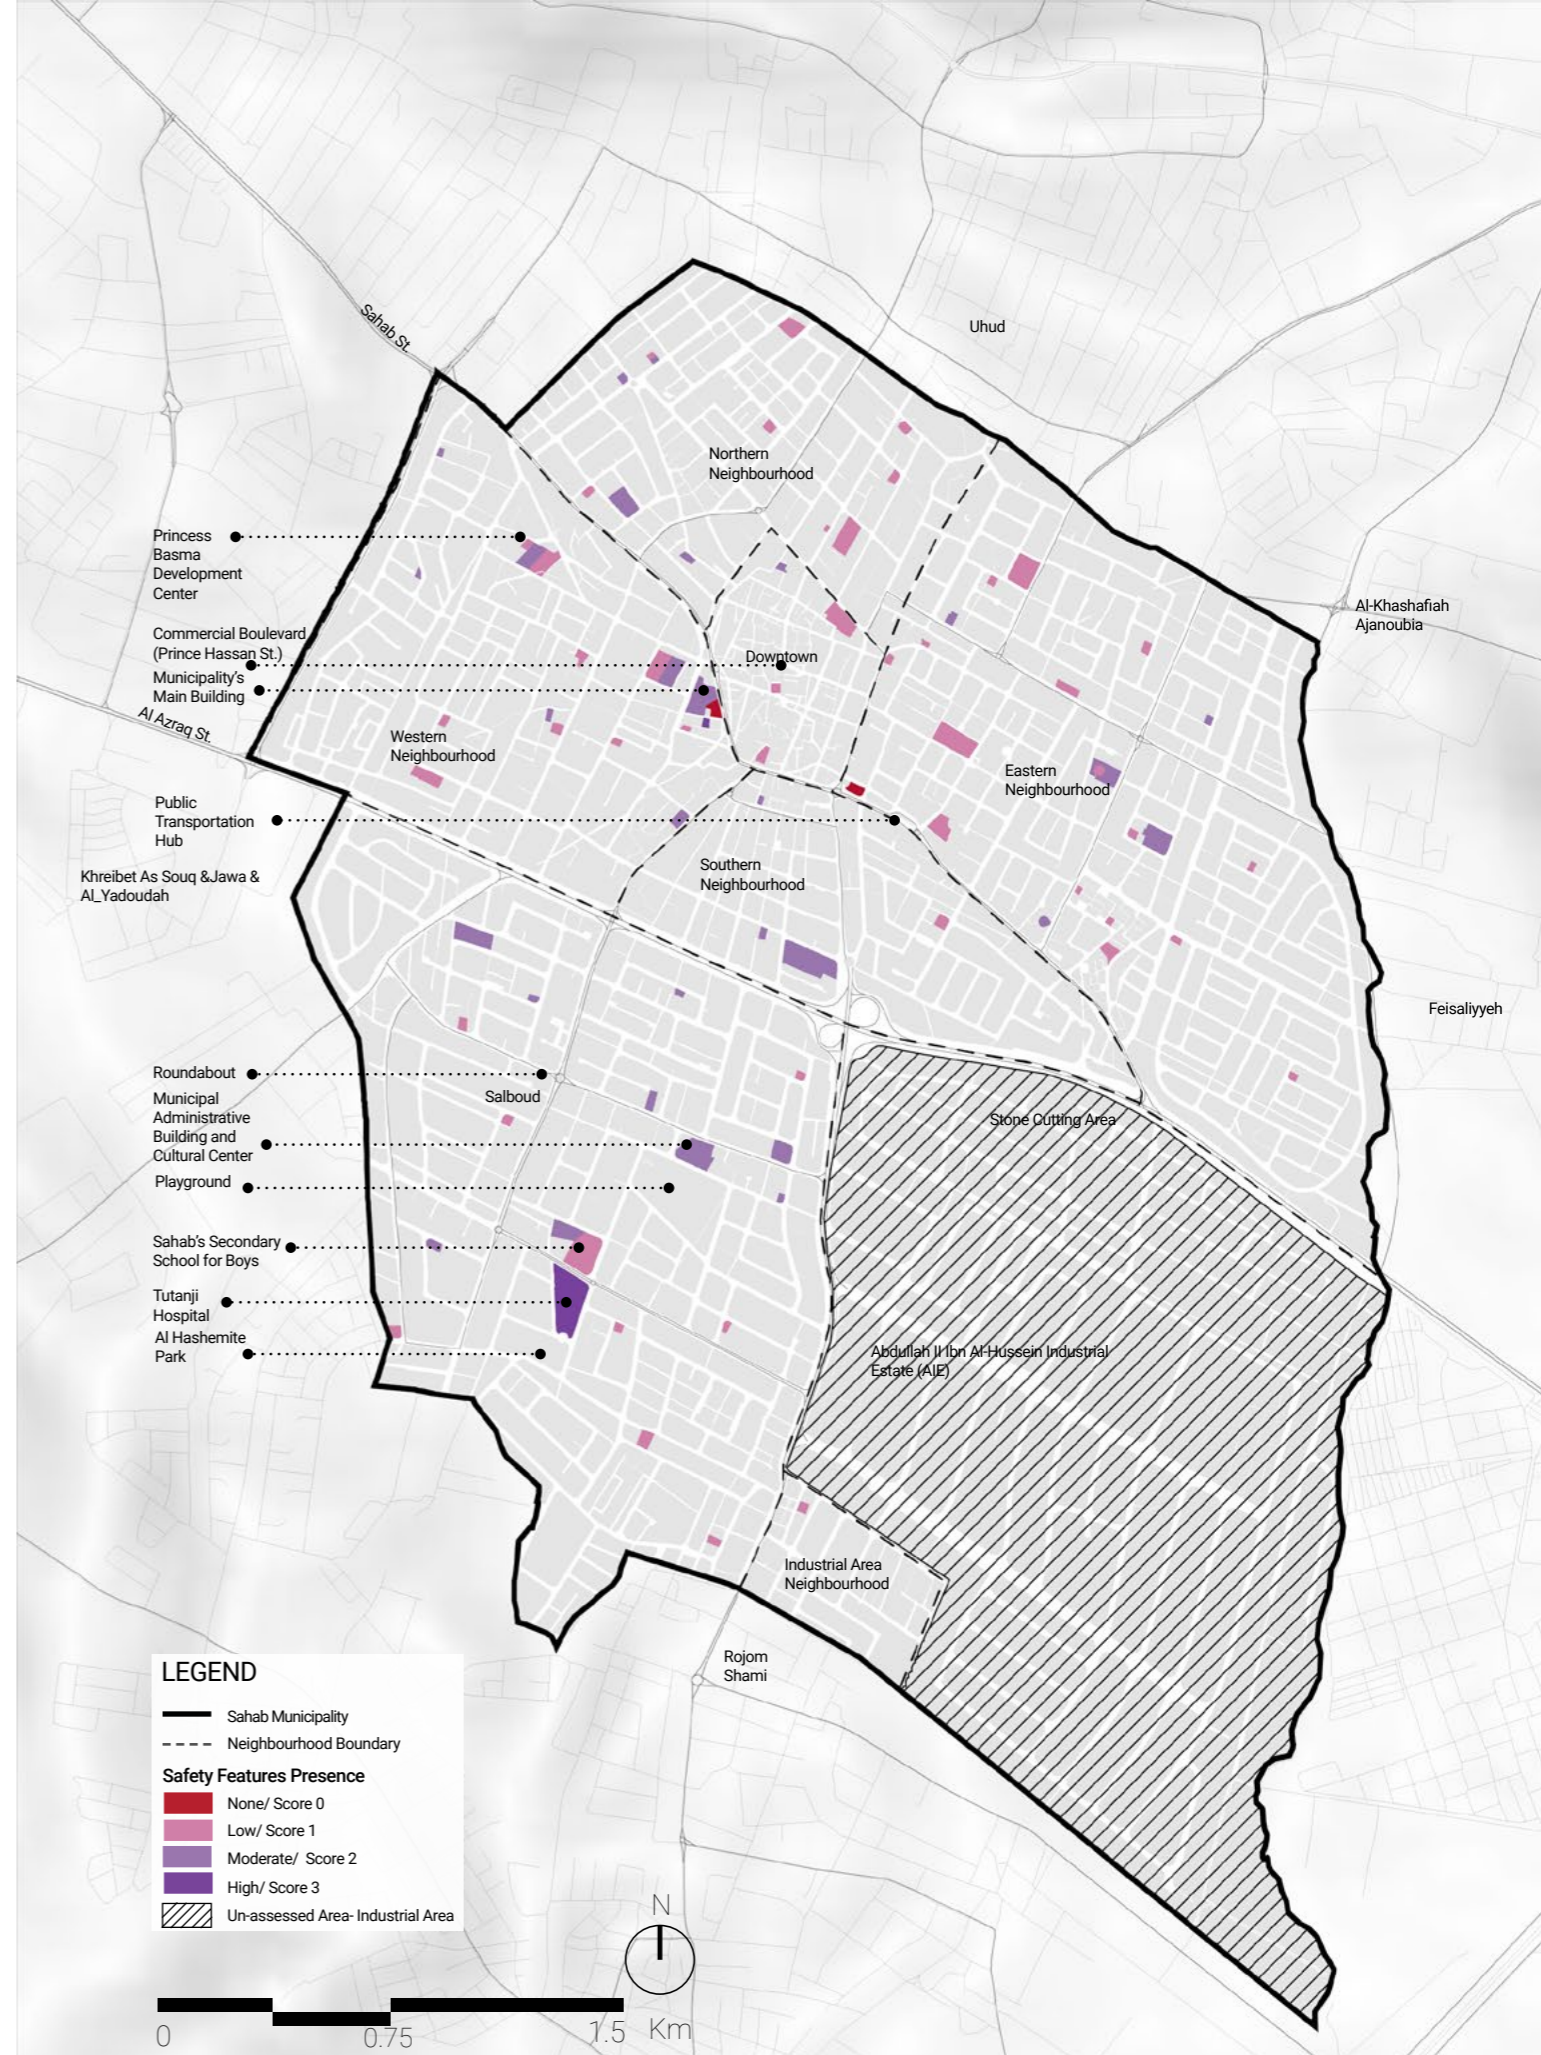 Sahab St.
Uhud
Northern
Neighbourhood
Princess
Basma
Development
Center
Al-Khashafiah
Ajanoubia
Commercial Boulevard
(Prince Hassan St.)
Downtown
Municipality's
Main Building
Al Azraq St.
Western
Neighbourhood
Eastern
Neighbourhood
Public
Transportation
Hub
Southern
Neighbourhood
Khreibet As Souq &Jawa &
Al_Yadoudah
Feisaliyyeh
Roundabout
Salboud
Municipal
Administrative
Building and
Cultural Center
Stone Cutting Area
Playground
Sahab's Secondary
School for Boys
Tutanji
Hospital
Al Hashemite
Park
Abdullah II Ibn Al-Hussein Industrial
Estate (AIE)
Industrial Area
Neighbourhood
Rojom
Shami
LEGEND
Sahab Municipality
Neighbourhood Boundary
Safety Features Presence
None/ Score 0
Low/ Score 1
Moderate/ Score 2
High/ Score 3
Un-assessed Area- Industrial Area
N
0
0.75
1.5 Km